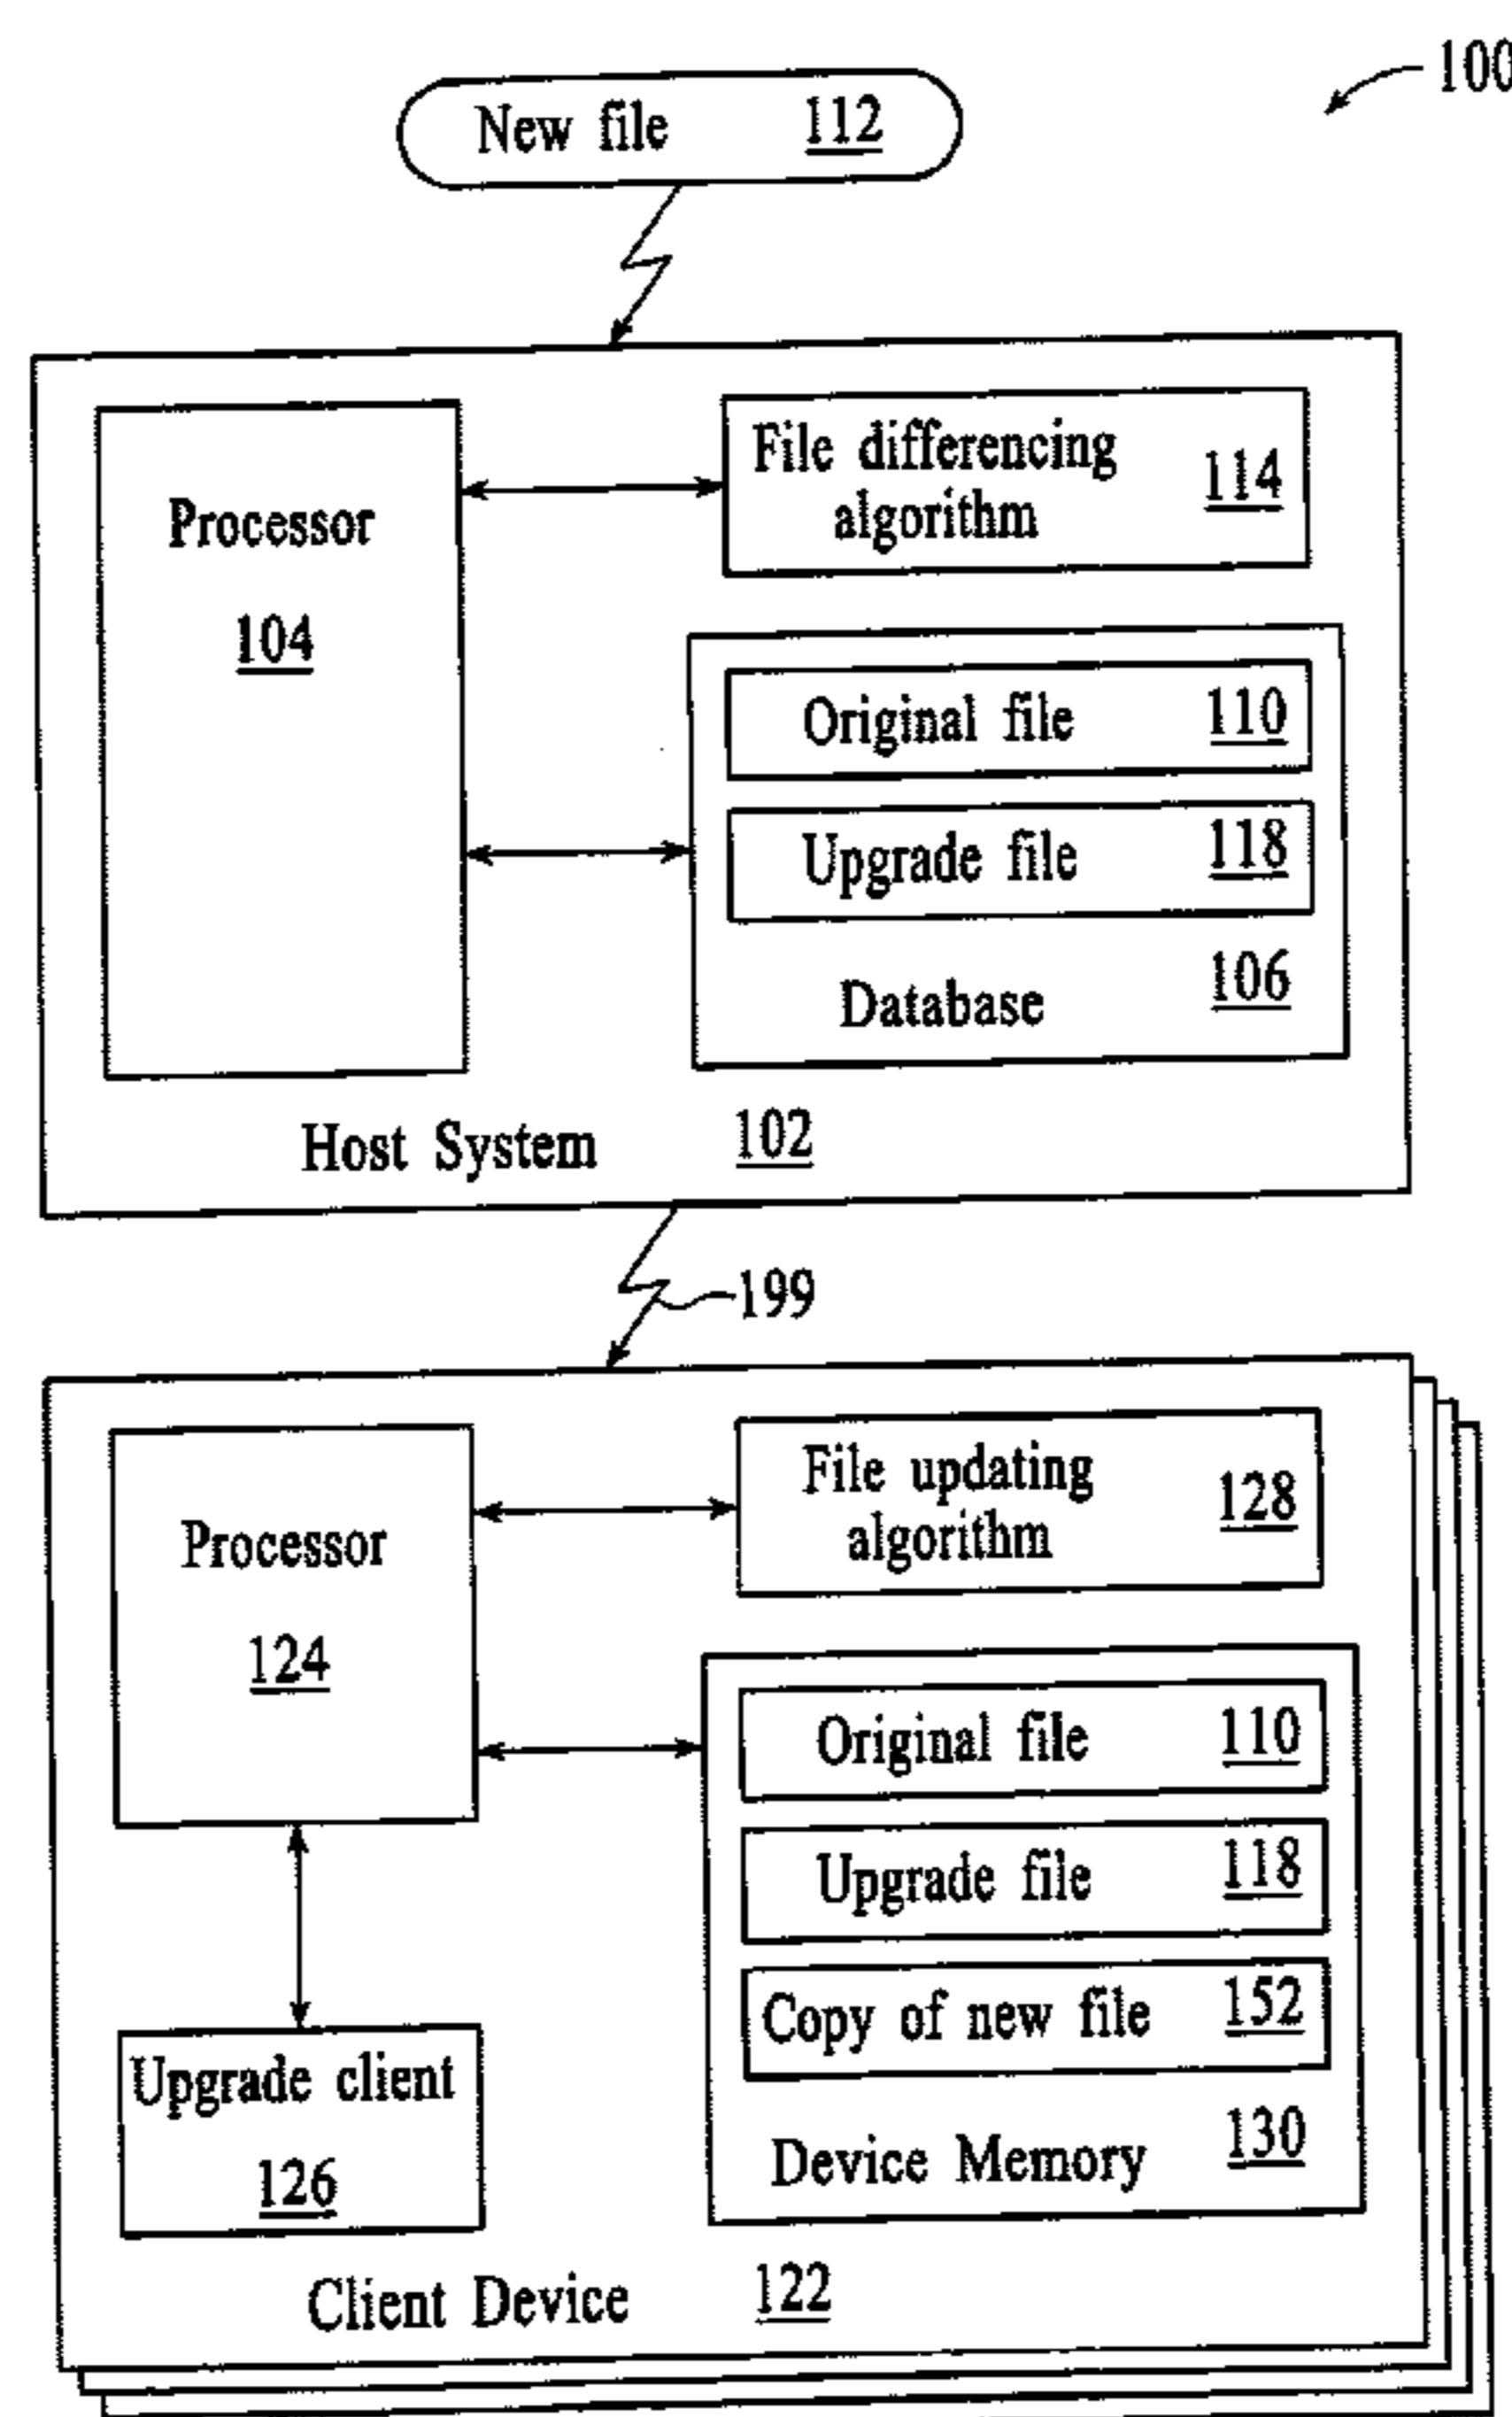 100
New file 112
File differencing
algorithm 114
Processor
104
Original file 110
Upgrade file 118
Database 106
Host System 102
199
File updating
algorithm 128
Processor
124
Original file 110
Upgrade file 118
Copy of new file 152
Device Memory 130
Upgrade client
126
Client Device 122